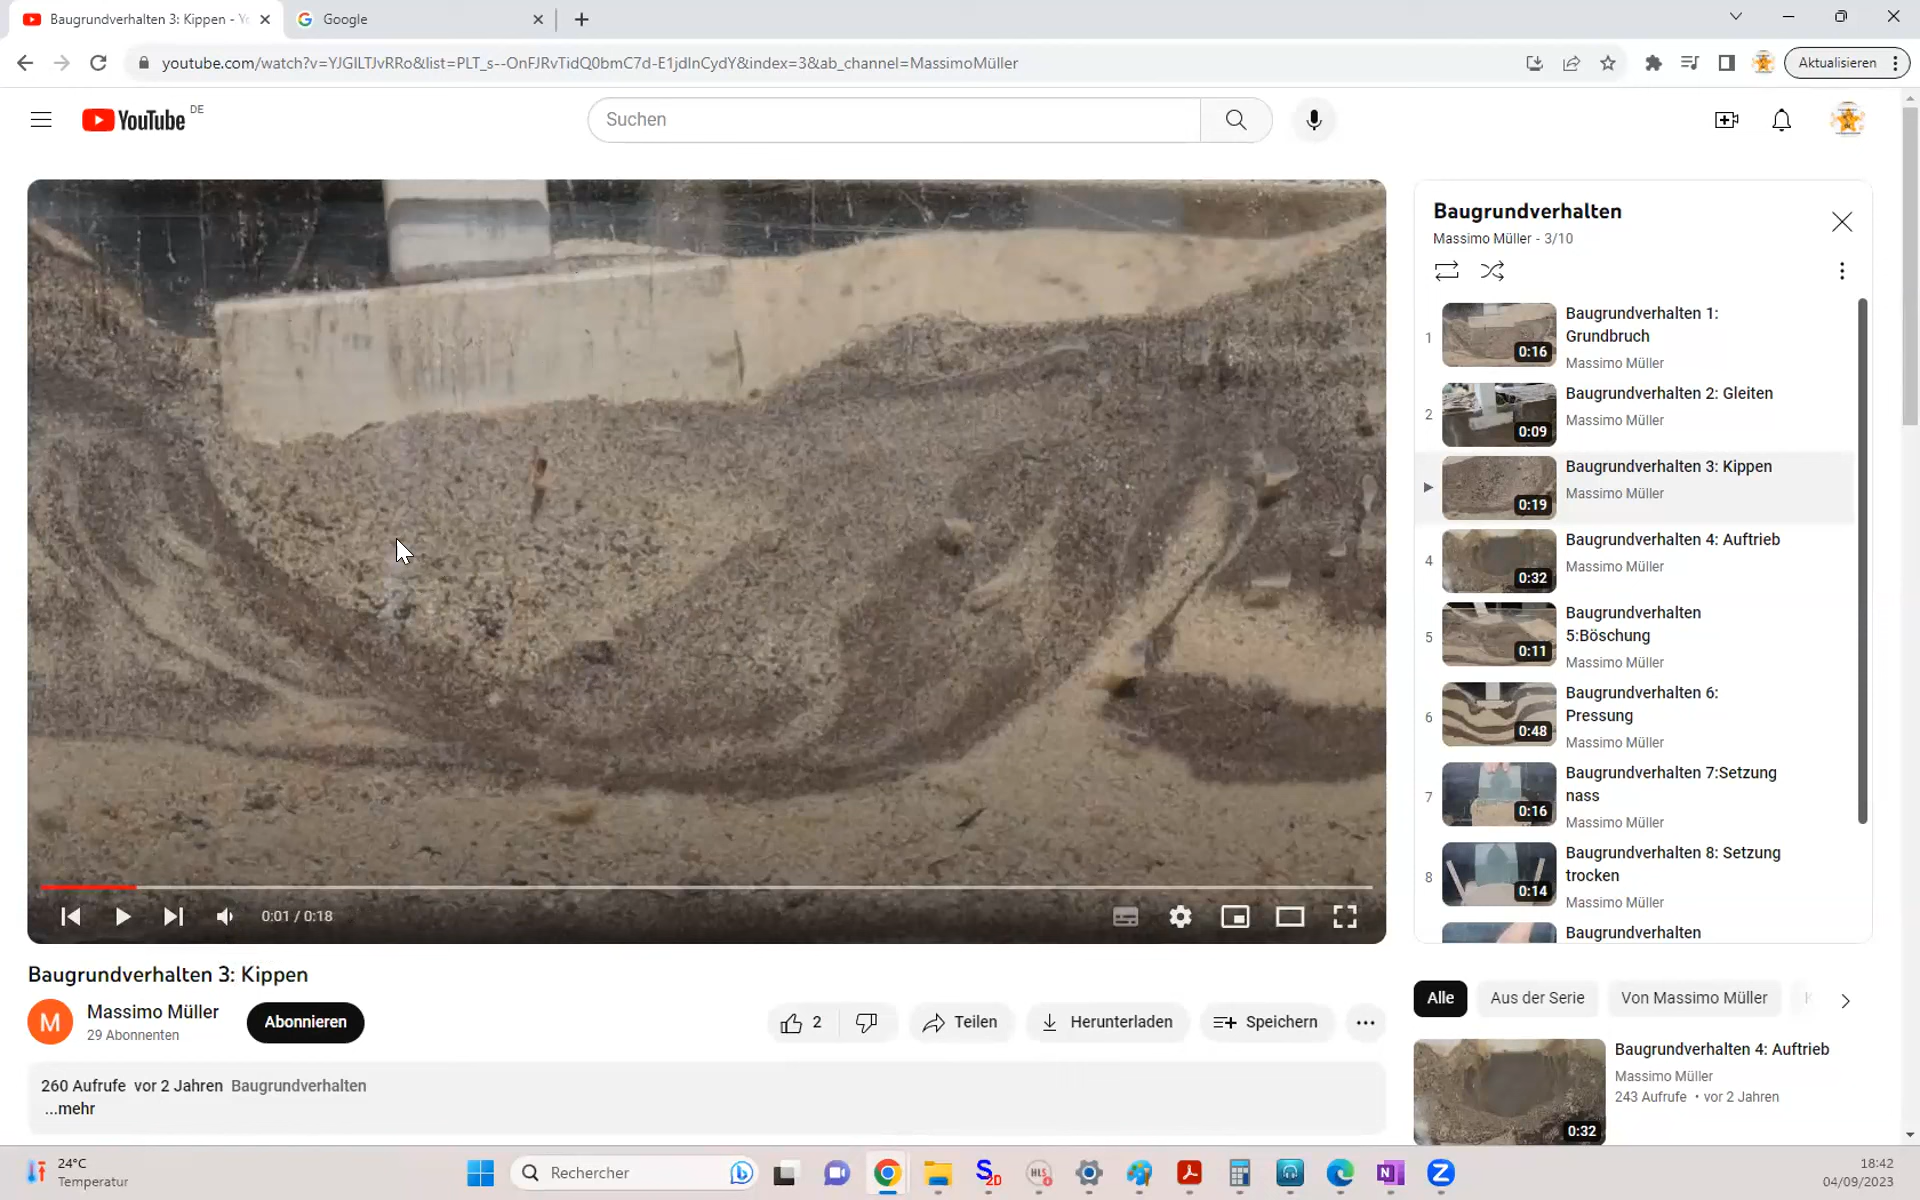 Baugrundverhalten 3: Kippen - Yo
Google
youtube.com/watch?v=YJGILTJvRRo&list=PLT_s--OnFJRvTidQ0bmC7d-E1jdInCydY&index=3&ab_channel=MassimoMüller
Aktualisieren
YouTube DE
Suchen
Baugrundverhalten
Massimo Müller - 3/10
1
Baugrundverhalten 1:
Grundbruch
0:16
Massimo Müller
2
Baugrundverhalten 2: Gleiten
Massimo Müller
0:09
Baugrundverhalten 3: Kippen
Massimo Müller
0:19
4
Baugrundverhalten 4: Auftrieb
Massimo Müller
0:32
5
Baugrundverhalten
5:Böschung
0:11
Massimo Müller
6
Baugrundverhalten 6:
Pressung
0:48
Massimo Müller
7
Baugrundverhalten 7:Setzung
nass
0:16
Massimo Müller
8
Baugrundverhalten 8: Setzung
trocken
0:14
Massimo Müller
Baugrundverhalten
0:01 / 0:18
Baugrundverhalten 3: Kippen
M
Massimo Müller
29 Abonnenten
Abonnieren
2
Teilen
Herunterladen
Speichern
260 Aufrufe vor 2 Jahren Baugrundverhalten
...mehr
Alle
Aus der Serie
Von Massimo Müller
Baugrundverhalten 4: Auftrieb
Massimo Müller
243 Aufrufe • vor 2 Jahren
0:32
24°C
Temperatur
Rechercher
18:42
04/09/2023